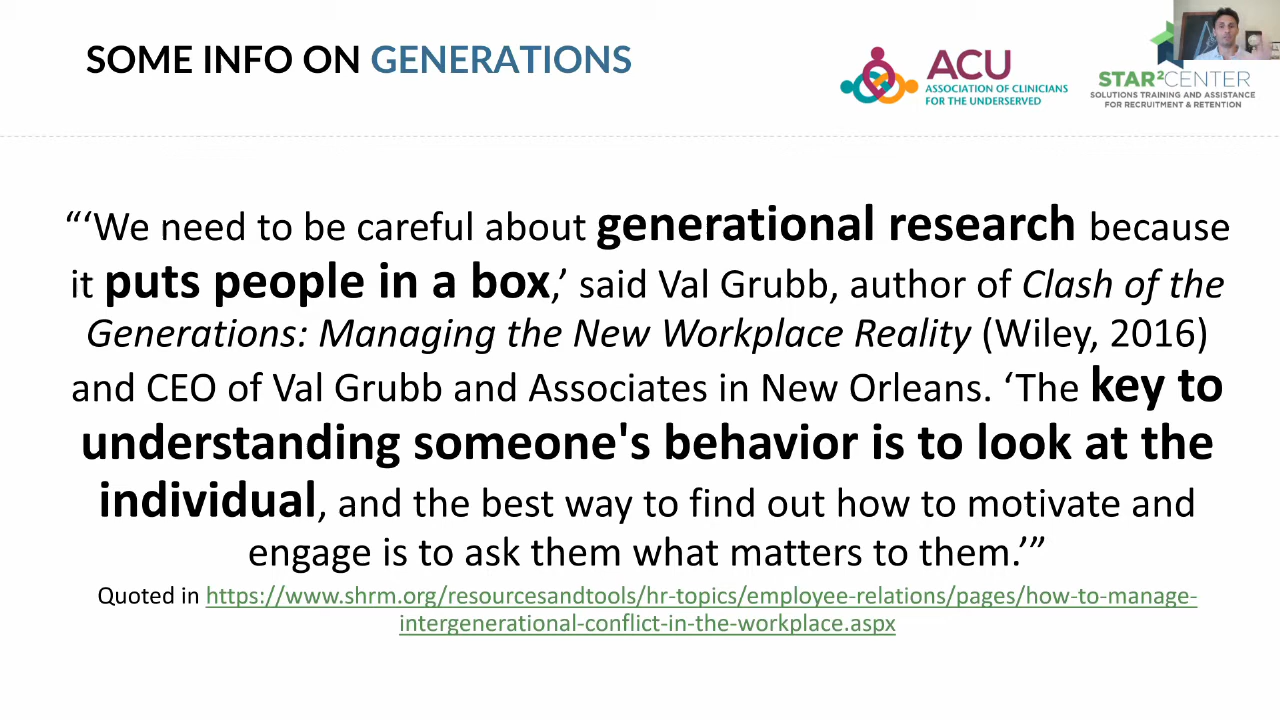 SOME INFO ON GENERATIONS
ACU
ASSOCIATION OF CLINICIANS
FOR THE UNDERSERVED
STAR²CENTER
SOLUTIONS TRAINING AND ASSISTANCE
FOR RECRUITMENT & RETENTION
“‘We need to be careful about generational research because
it puts people in a box,’ said Val Grubb, author of Clash of the
Generations: Managing the New Workplace Reality (Wiley, 2016)
and CEO of Val Grubb and Associates in New Orleans. ‘The key to
understanding someone's behavior is to look at the
individual, and the best way to find out how to motivate and
engage is to ask them what matters to them.’”
Quoted in https://www.shrm.org/resourcesandtools/hr-topics/employee-relations/pages/how-to-manage-
intergenerational-conflict-in-the-workplace.aspx